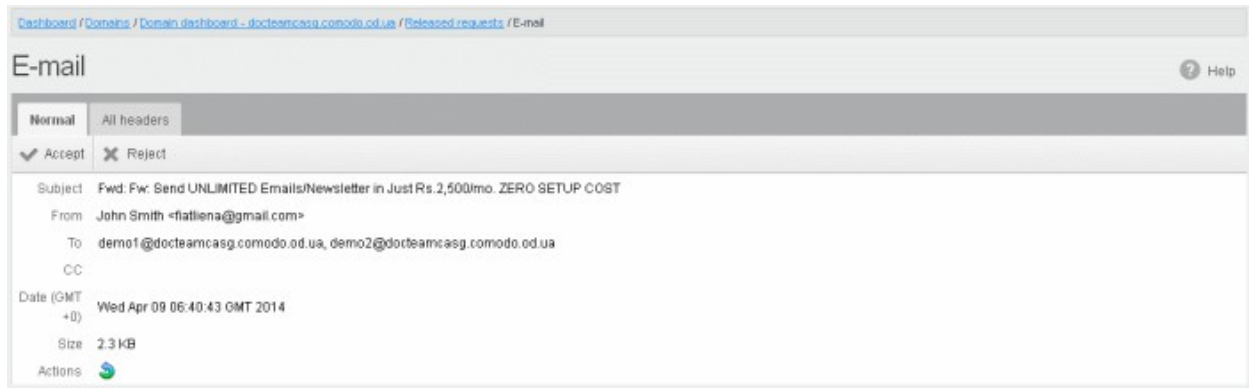 Dashboard / Domains / Domain dashboard - docteamcasg.comodo.od.ua / Released requests / E-mail
E-mail
Help
Normal All headers
Accept Reject
Subject Fwd: Fw: Send UNLIMITED Emails/Newsletter in Just Rs.2,500/mo. ZERO SETUP COST
From John Smith <fiatliena@gmail.com>
To demo1@docteamcasg.comodo.od.ua, demo2@docteamcasg.comodo.od.ua
CC
Date (GMT
+0) Wed Apr 09 06:40:43 GMT 2014
Size 2.3 KB
Actions